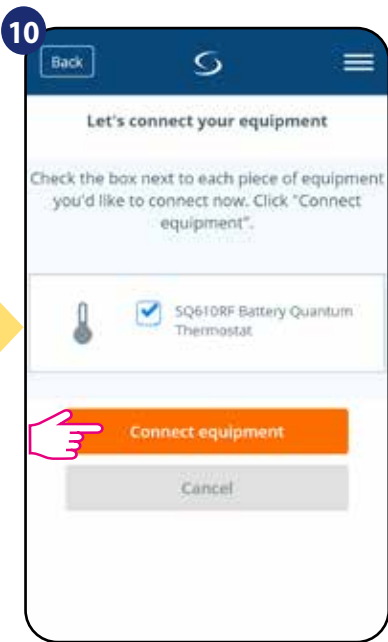 10
Back
Let's connect your equipment
Check the box next to each piece of equipment
you'd like to connect now. Click "Connect
equipment".
SQ610RF Battery Quantum
Thermostat
Connect equipment
Cancel